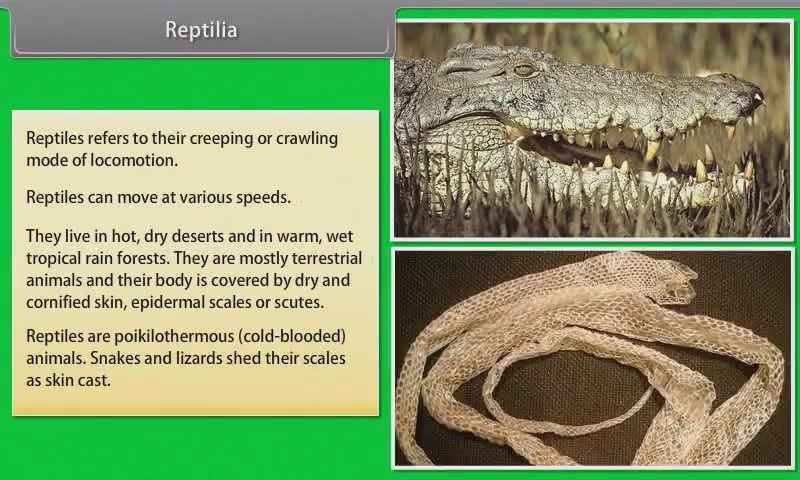 Reptilia
Reptiles refers to their creeping or crawling
mode of locomotion.
Reptiles can move at various speeds.
They live in hot, dry deserts and in warm, wet
tropical rain forests. They are mostly terrestrial
animals and their body is covered by dry and
cornified skin, epidermal scales or scutes.
Reptiles are poikilothermous (cold-blooded)
animals. Snakes and lizards shed their scales
as skin cast.